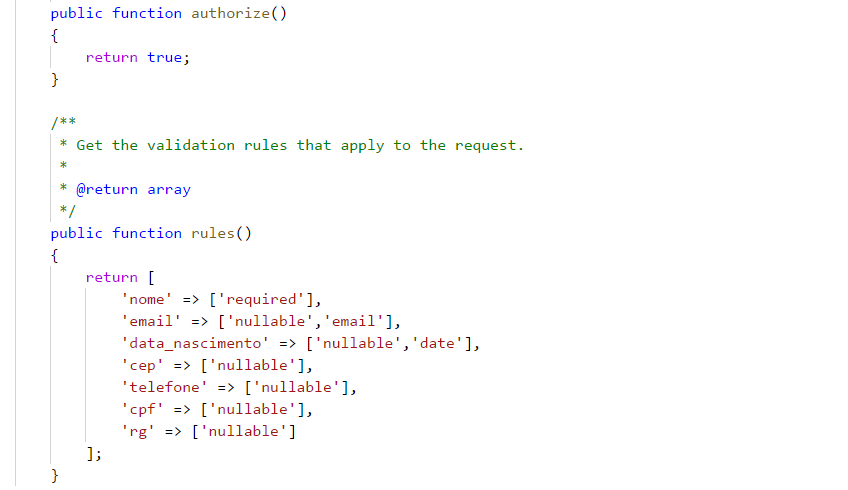 public function authorize()
{
    return true;
}
/**
 * Get the validation rules that apply to the request.
 *
 * @return array
 */
public function rules()
{
    return [
        'nome' => ['required'],
        'email' => ['nullable','email'],
        'data_nascimento' => ['nullable','date'],
        'cep' => ['nullable'],
        'telefone' => ['nullable'],
        'cpf' => ['nullable'],
        'rg' => ['nullable']
    ];
}